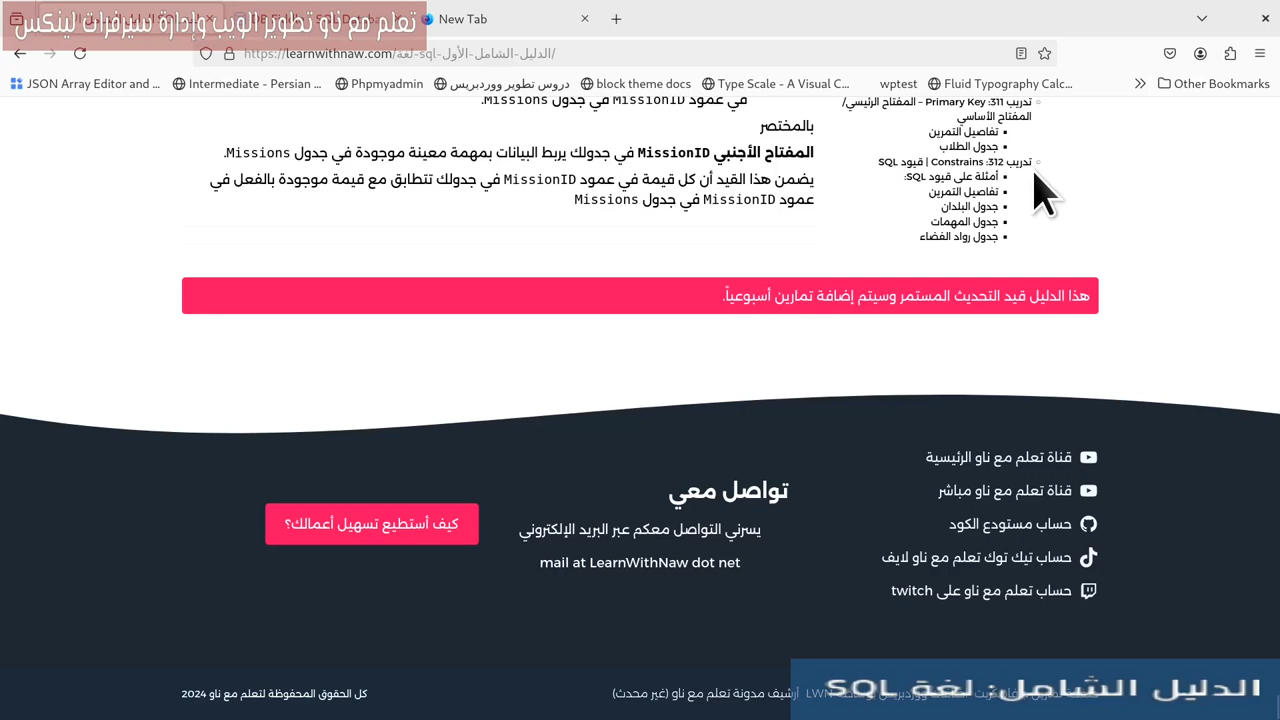 تعلم مع ناو تطوير الويب وإدارة سيرفرات لينكس
New Tab
https://learnwithnaw.com/الدليل-الشامل-الأول-لغة-sql/
JSON Array Editor and ...
Intermediate - Persian ...
Phpmyadmin
دروس تطوير ووردبريس
block theme docs
Type Scale - A Visual C...
wptest
Fluid Typography Calc...
Other Bookmarks
تدريب 311: Primary Key – المفتاح الرئيسي/
المفتاح الأساسي
تفاصيل التمرين
جدول الطلاب
تدريب 312: Constrains | قيود SQL
أمثلة على قيود SQL:
تفاصيل التمرين
جدول البلدان
جدول المهمات
جدول رواد الفضاء
في عمود MissionID في جدول Missions.
بالمختصر
المفتاح الأجنبي MissionID في جدولك يربط البيانات بمهمة معينة موجودة في جدول Missions.
يضمن هذا القيد أن كل قيمة في عمود MissionID في جدولك تتطابق مع قيمة موجودة بالفعل في
عمود MissionID في جدول Missions
هذا الدليل قيد التحديث المستمر وسيتم إضافة تمارين أسبوعياً.
قناة تعلم مع ناو الرئيسية
قناة تعلم مع ناو مباشر
حساب مستودع الكود
حساب تيك توك تعلم مع ناو لايف
حساب تعلم مع ناو على twitch
تواصل معي
يسرني التواصل معكم عبر البريد الإلكتروني
mail at LearnWithNaw dot net
كيف أستطيع تسهيل أعمالك؟
أرشيف مدونة تعلم مع ناو (غير محدث)
كل الحقوق المحفوظة لتعلم مع ناو 2024
الدليل الشامل: لغة SQL